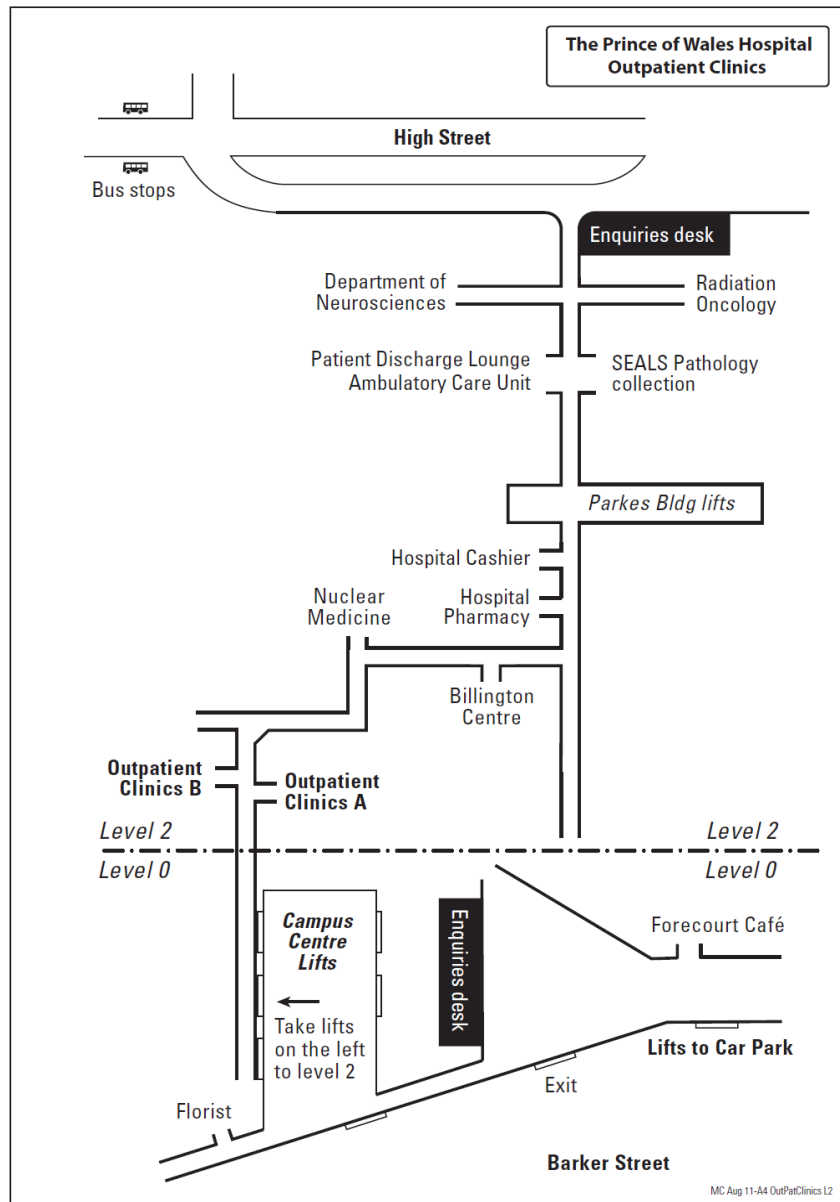 The Prince of Wales Hospital
Outpatient Clinics
High Street
Bus stops
Enquiries desk
Department of
Neurosciences
Radiation
Oncology
Patient Discharge Lounge
Ambulatory Care Unit
SEALS Pathology
collection
Parkes Bldg lifts
Hospital Cashier
Nuclear
Medicine
Hospital
Pharmacy
Billington
Centre
Outpatient
Clinics B
Outpatient
Clinics A
Level 2
Level 2
Level 0
Level 0
Campus
Centre
Lifts
Take lifts
on the left
to level 2
Enquiries desk
Forecourt Café
Lifts to Car Park
Exit
Florist
Barker Street
MC Aug 11-A4 OutPatClinics L2